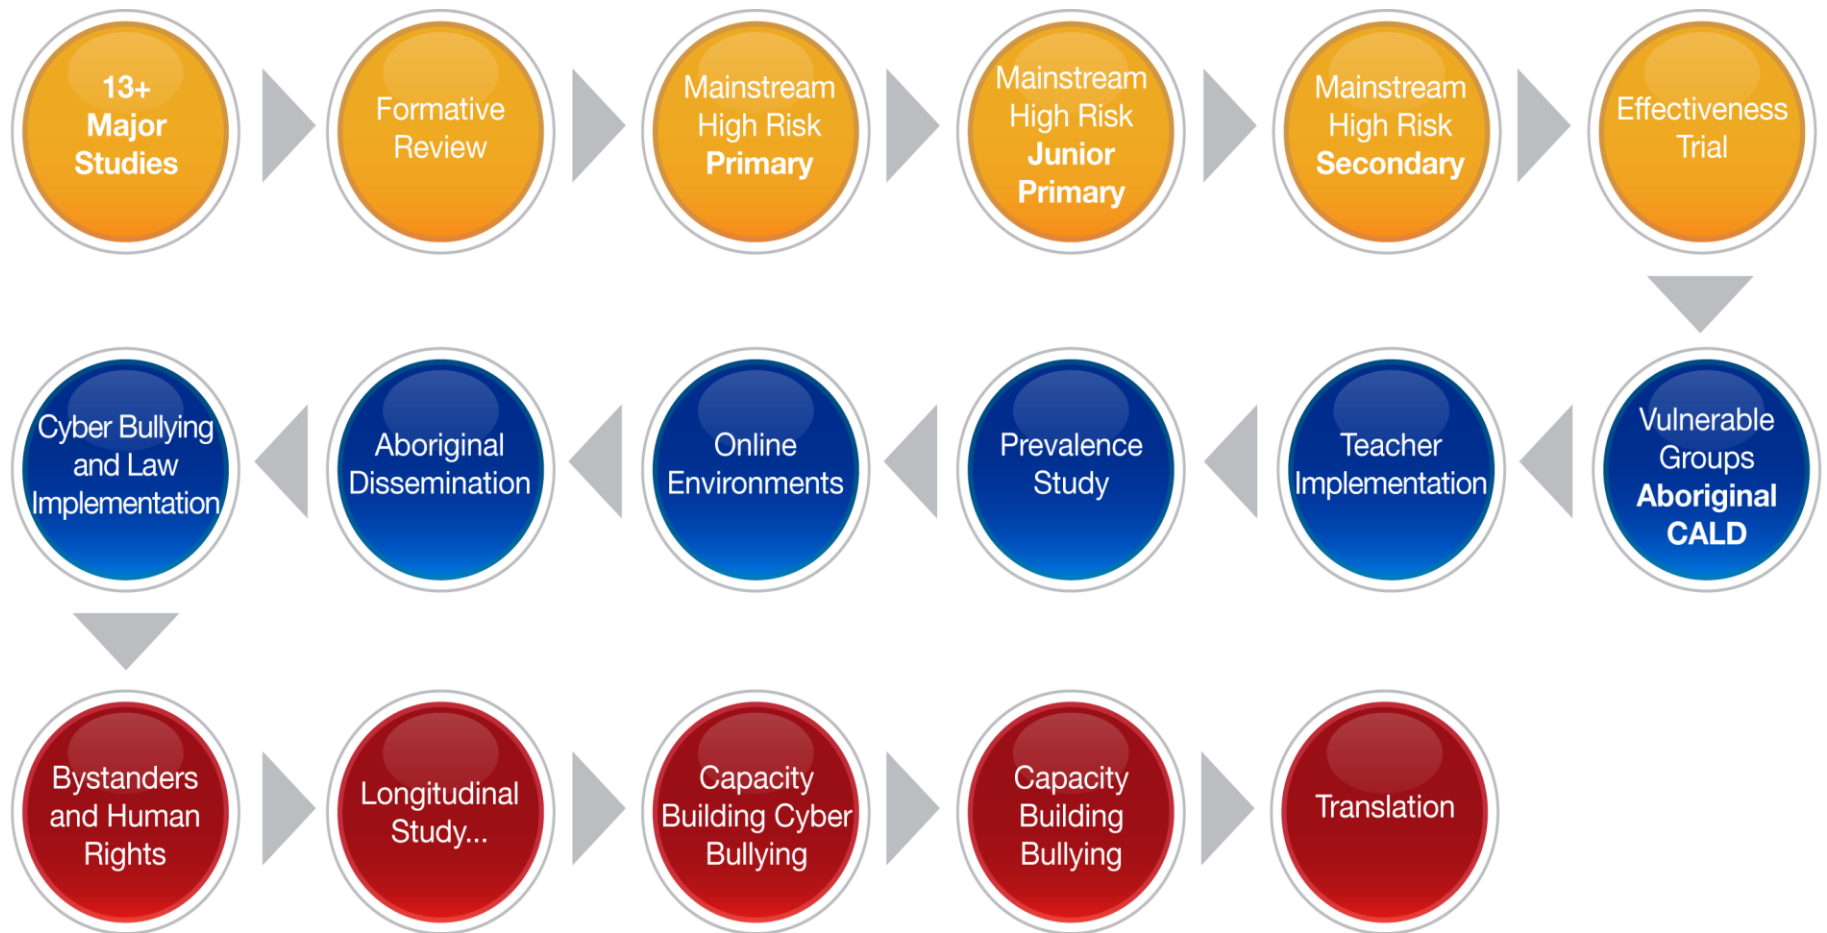 13+
Major
Studies
Formative
Review
Mainstream
High Risk
Primary
Mainstream
High Risk
Junior
Primary
Mainstream
High Risk
Secondary
Effectiveness
Trial
Vulnerable
Groups
Aboriginal
CALD
Teacher
Implementation
Prevalence
Study
Online
Environments
Aboriginal
Dissemination
Cyber Bullying
and Law
Implementation
Bystanders
and Human
Rights
Longitudinal
Study...
Capacity
Building Cyber
Bullying
Capacity
Building
Bullying
Translation